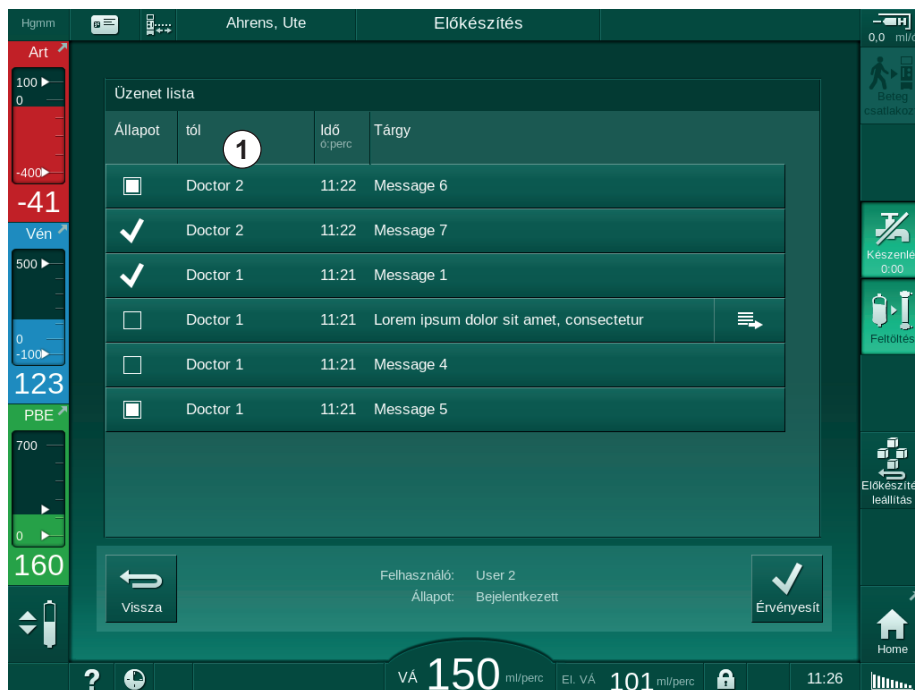 Hgmm
Ahrens, Ute
Előkészítés
0,0 ml/
Art
100
0
-400
-41
Vén
500
0
-100
123
PBE
700
0
160
Üzenet lista
Állapot tól Idő Tárgy
ó:perc
1
Doctor 2 11:22 Message 6
Doctor 2 11:22 Message 7
Doctor 1 11:21 Message 1
Doctor 1 11:21 Lorem ipsum dolor sit amet, consectetur
Doctor 1 11:21 Message 4
Doctor 1 11:21 Message 5
Vissza
Felhasználó: User 2
Állapot: Bejelentkezett
Érvényesít
Beteg
csatlakoz
Készenlé
0:00
Feltöltés
Előkészíté
leállítás
Home
?
VÁ 150 ml/perc
El. VÁ 101 ml/perc
11:26